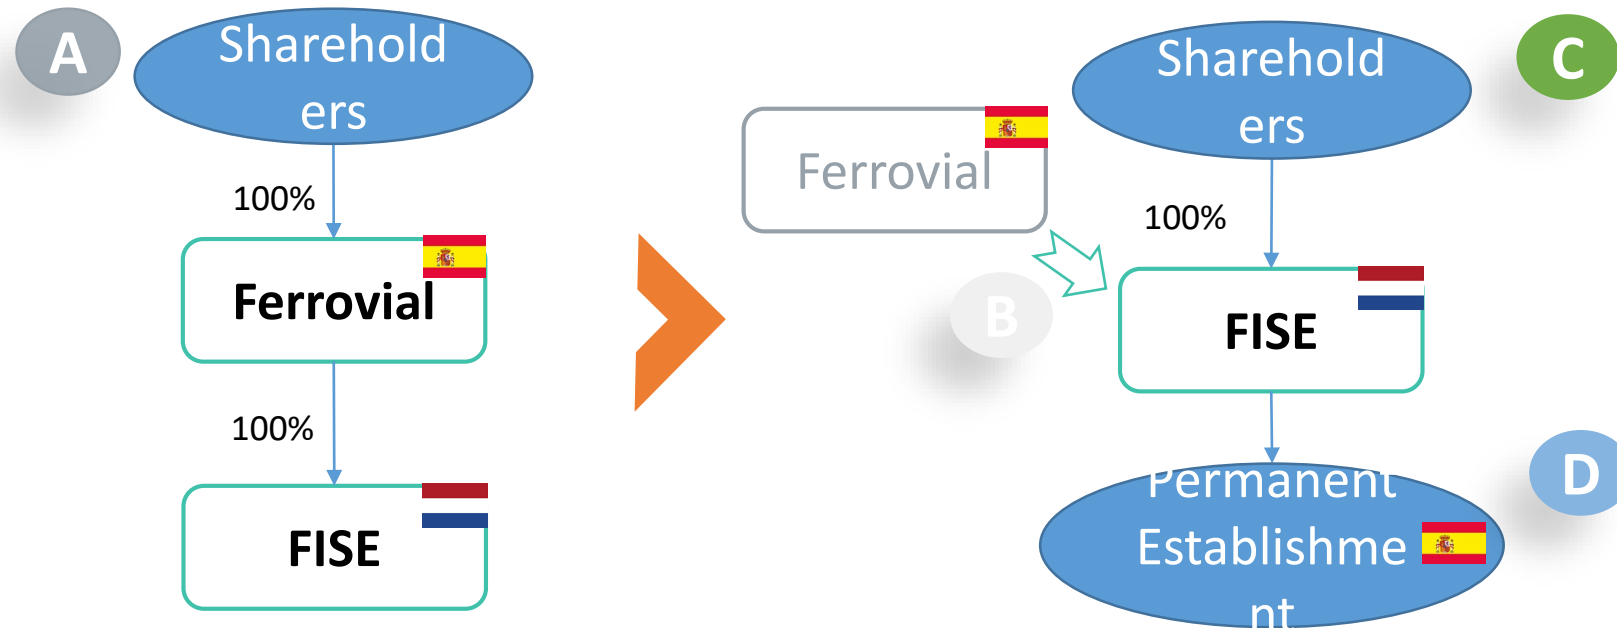 A
Sharehold
ers
100%
Ferrovial
100%
FISE
Ferrovial
B
Sharehold
ers
C
100%
FISE
Permanent
Establishme
nt
D